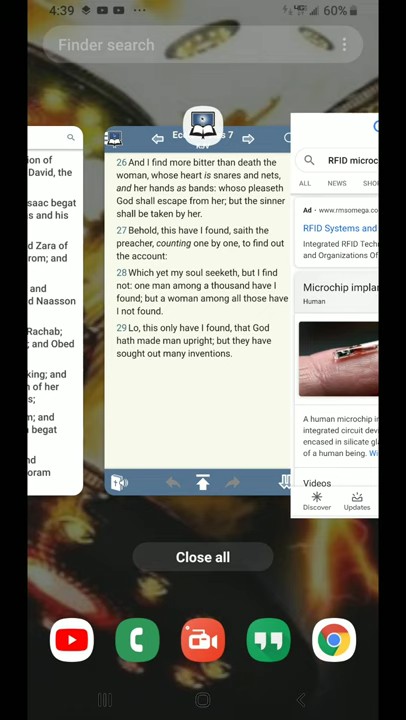 4:39
60%
Finder search
ion of
David, the
saac begat
s and his
d Zara of
rom; and
and
Naasson
Rachab;
; and Obed
king; and
n of her
s;
m; and
begat
nd
oram
7
KJV
26 And I find more bitter than death the
woman, whose heart is snares and nets,
and her hands as bands: whoso pleaseth
God shall escape from her; but the sinner
shall be taken by her.
27 Behold, this have I found, saith the
preacher, counting one by one, to find out
the account:
28 Which yet my soul seeketh, but I find
not: one man among a thousand have I
found; but a woman among all those have
I not found.
29 Lo, this only have I found, that God
hath made man upright; but they have
sought out many inventions.
RFID microc
ALL NEWS SHO
Ad • www.rmsomega.co
RFID Systems and
Integrated RFID Tech
and Organizations Of
Microchip implan
Human
A human microchip i
integrated circuit devi
encased in silicate gla
of a human being. Wi
Videos
Discover Updates
Close all